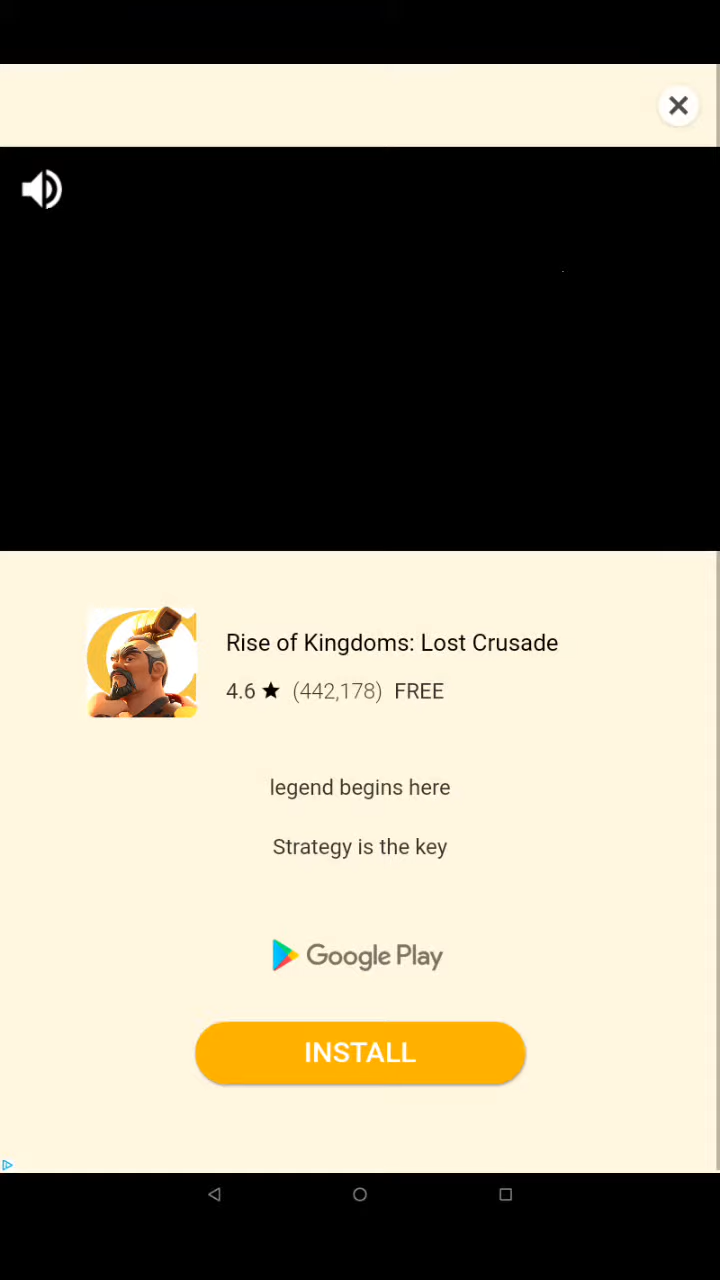 Rise of Kingdoms: Lost Crusade
4.6 ★ (442,178) FREE
legend begins here
Strategy is the key
Google Play
INSTALL